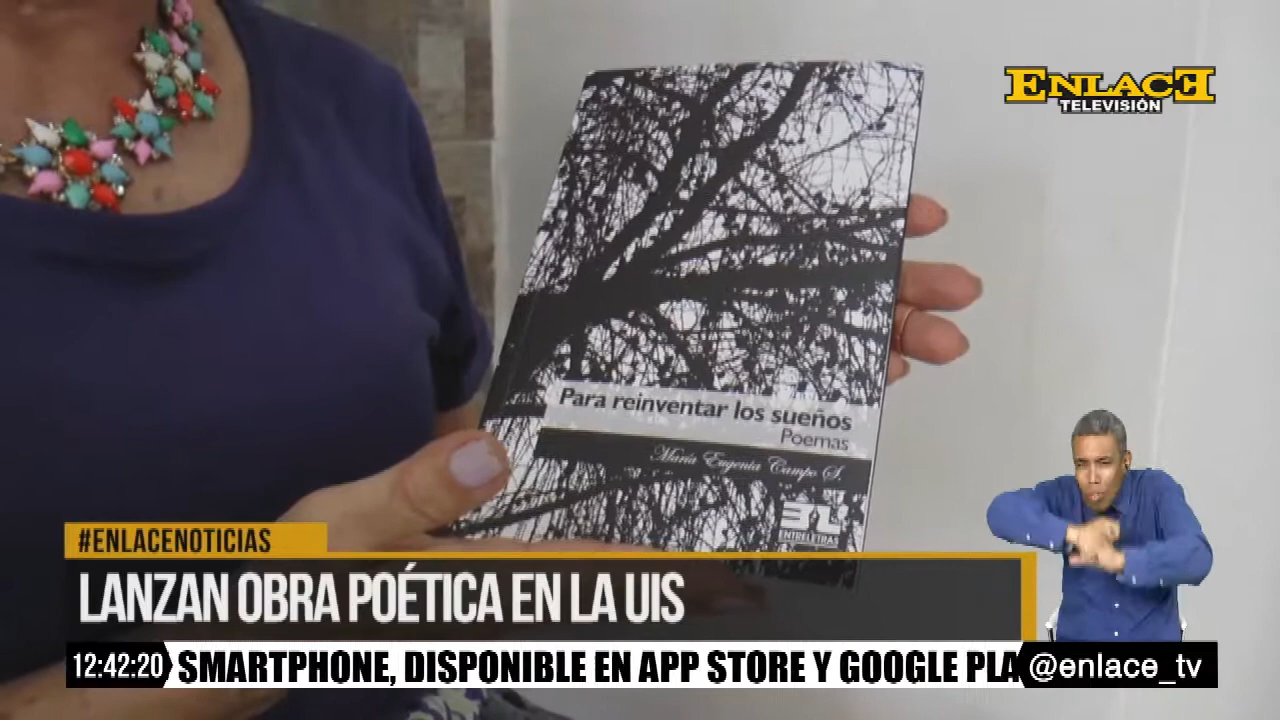 ENLACE
TELEVISIÓN
Para reinventar los sueños
Poemas
María Eugenia Campo S.
ENTRELETRAS
#ENLACENOTICIAS
LANZAN OBRA POÉTICA EN LA UIS
12:42:20 SMARTPHONE, DISPONIBLE EN APP STORE Y GOOGLE PLA @enlace_tv